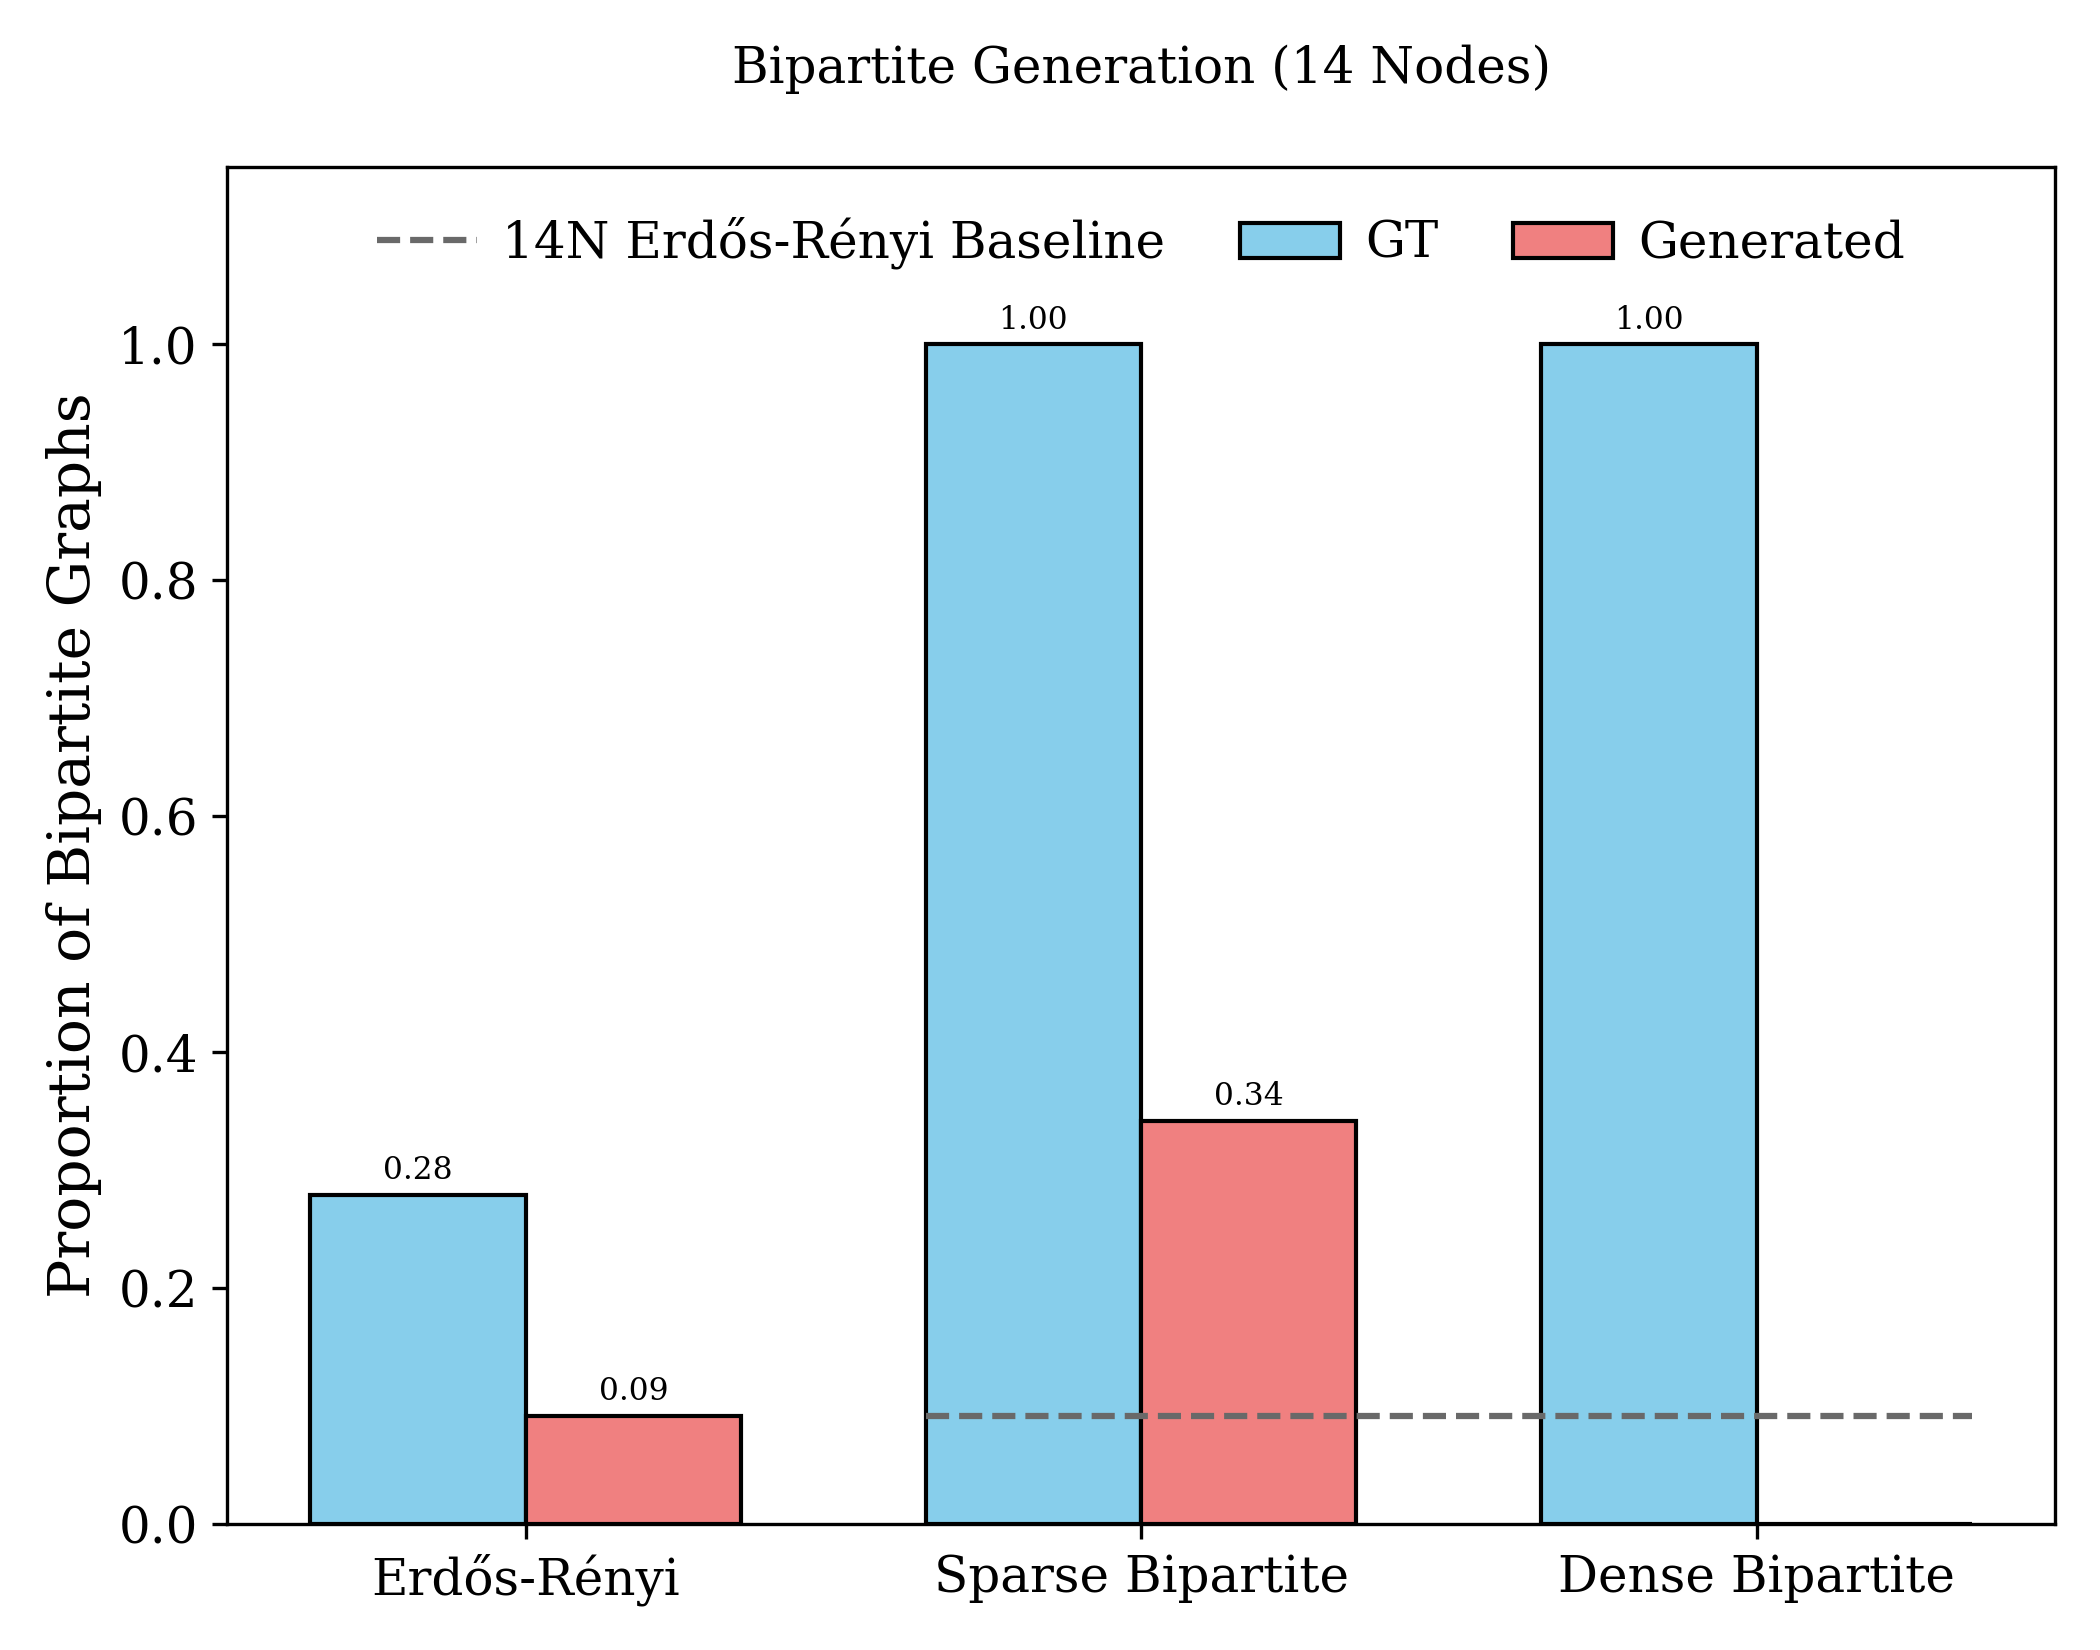 Bipartite Generation (14 Nodes)
14N Erdős-Rényi Baseline GT Generated
Proportion of Bipartite Graphs
1.0
0.8
0.6
0.4
0.2
0.0
0.28
0.09
1.00
0.34
1.00
Erdős-Rényi Sparse Bipartite Dense Bipartite